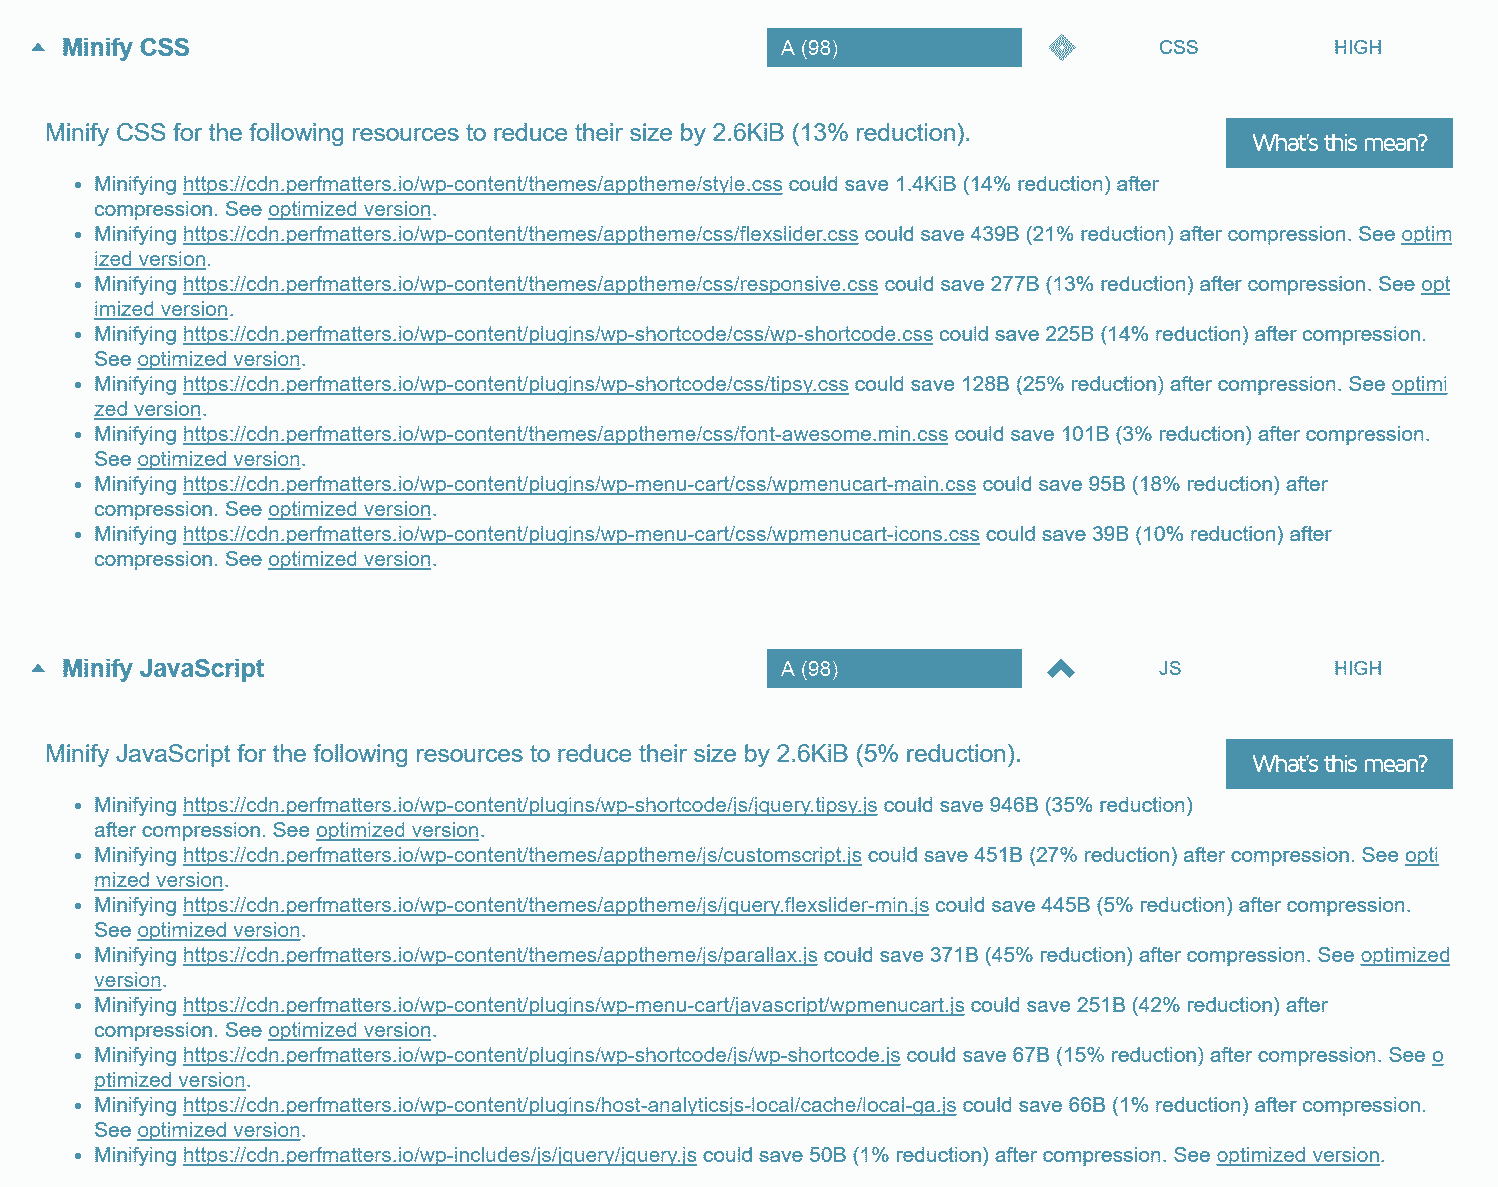 Minify CSS A (98) CSS HIGH
Minify CSS for the following resources to reduce their size by 2.6KiB (13% reduction).
What's this mean?
Minifying https://cdn.perfmatters.io/wp-content/themes/apptheme/style.css could save 1.4KiB (14% reduction) after
compression. See optimized version.
Minifying https://cdn.perfmatters.io/wp-content/themes/apptheme/css/flexslider.css could save 439B (21% reduction) after compression. See optim
ized version.
Minifying https://cdn.perfmatters.io/wp-content/themes/apptheme/css/responsive.css could save 277B (13% reduction) after compression. See opt
imized version.
Minifying https://cdn.perfmatters.io/wp-content/plugins/wp-shortcode/css/wp-shortcode.css could save 225B (14% reduction) after compression.
See optimized version.
Minifying https://cdn.perfmatters.io/wp-content/plugins/wp-shortcode/css/tipsy.css could save 128B (25% reduction) after compression. See optimi
zed version.
Minifying https://cdn.perfmatters.io/wp-content/themes/apptheme/css/font-awesome.min.css could save 101B (3% reduction) after compression.
See optimized version.
Minifying https://cdn.perfmatters.io/wp-content/plugins/wp-menu-cart/css/wpmenucart-main.css could save 95B (18% reduction) after
compression. See optimized version.
Minifying https://cdn.perfmatters.io/wp-content/plugins/wp-menu-cart/css/wpmenucart-icons.css could save 39B (10% reduction) after
compression. See optimized version.
Minify JavaScript A (98) JS HIGH
Minify JavaScript for the following resources to reduce their size by 2.6KiB (5% reduction).
What's this mean?
Minifying https://cdn.perfmatters.io/wp-content/plugins/wp-shortcode/js/jquery.tipsy.js could save 946B (35% reduction)
after compression. See optimized version.
Minifying https://cdn.perfmatters.io/wp-content/themes/apptheme/js/customscript.js could save 451B (27% reduction) after compression. See opti
mized version.
Minifying https://cdn.perfmatters.io/wp-content/themes/apptheme/js/jquery.flexslider-min.js could save 445B (5% reduction) after compression.
See optimized version.
Minifying https://cdn.perfmatters.io/wp-content/themes/apptheme/js/parallax.js could save 371B (45% reduction) after compression. See optimized
version.
Minifying https://cdn.perfmatters.io/wp-content/plugins/wp-menu-cart/javascript/wpmenucart.js could save 251B (42% reduction) after
compression. See optimized version.
Minifying https://cdn.perfmatters.io/wp-content/plugins/wp-shortcode/js/wp-shortcode.js could save 67B (15% reduction) after compression. See o
ptimized version.
Minifying https://cdn.perfmatters.io/wp-content/plugins/host-analyticsjs-local/cache/local-ga.js could save 66B (1% reduction) after compression.
See optimized version.
Minifying https://cdn.perfmatters.io/wp-includes/js/jquery/jquery.js could save 50B (1% reduction) after compression. See optimized version.